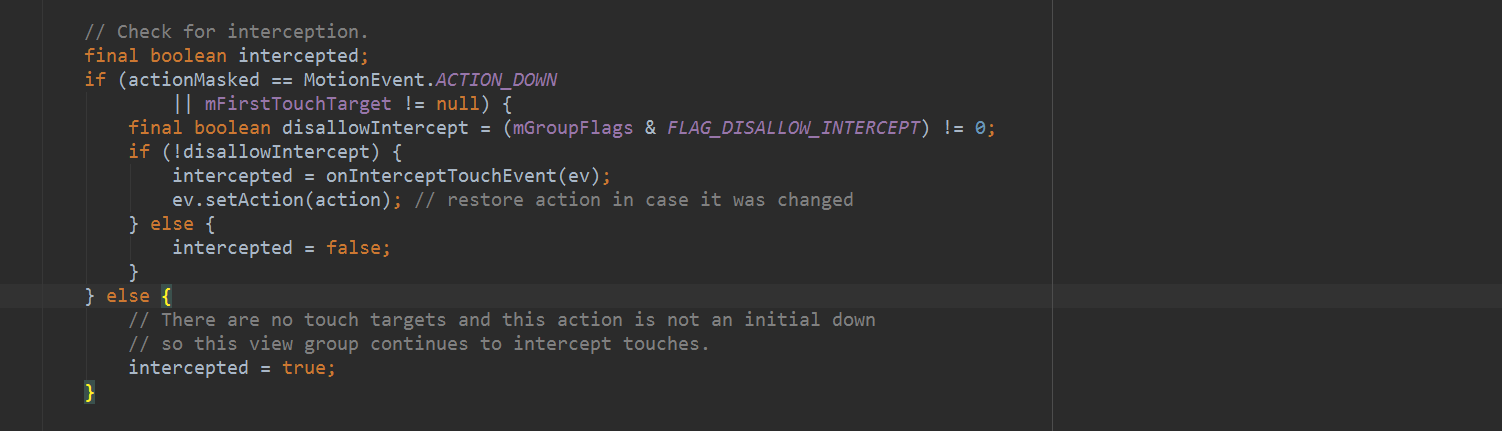 // Check for interception.
final boolean intercepted;
if (actionMasked == MotionEvent.ACTION_DOWN
|| mFirstTouchTarget != null) {
final boolean disallowIntercept = (mGroupFlags & FLAG_DISALLOW_INTERCEPT) != 0;
if (!disallowIntercept) {
intercepted = onInterceptTouchEvent(ev);
ev.setAction(action); // restore action in case it was changed
} else {
intercepted = false;
}
} else {
// There are no touch targets and this action is not an initial down
// so this view group continues to intercept touches.
intercepted = true;
}